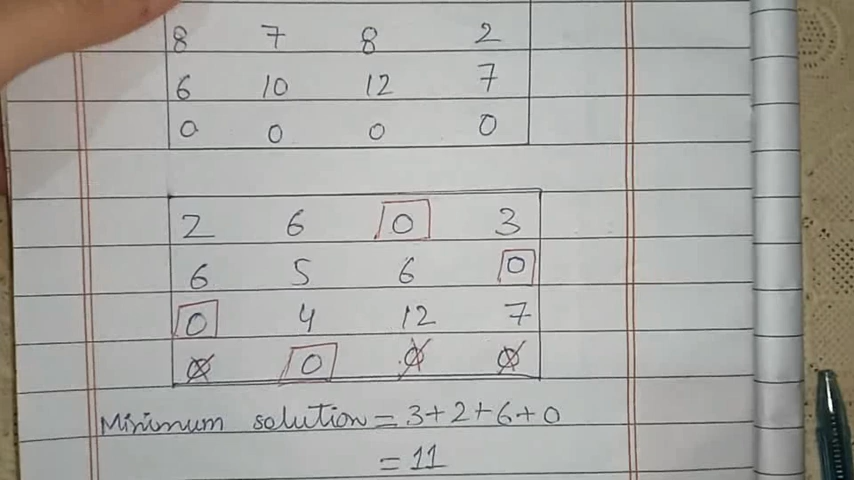 8 7 8 2
6 10 12 7
0 0 0 0
2 6 0 3
6 5 6 0
0 4 12 7
0 0 0 0
Minimum solution = 3+2+6+0
= 11